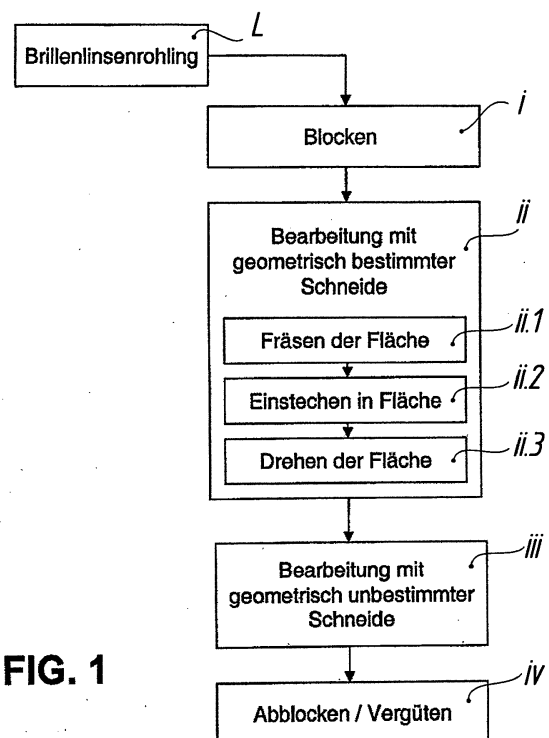 L
Brillenlinsenrohling
i
Blocken
ii
Bearbeitung mit
geometrisch bestimmter
Schneide
ii.1
Fräsen der Fläche
ii.2
Einstechen in Fläche
ii.3
Drehen der Fläche
iii
Bearbeitung mit
geometrisch unbestimmter
Schneide
FIG. 1
iv
Abblocken / Vergüten